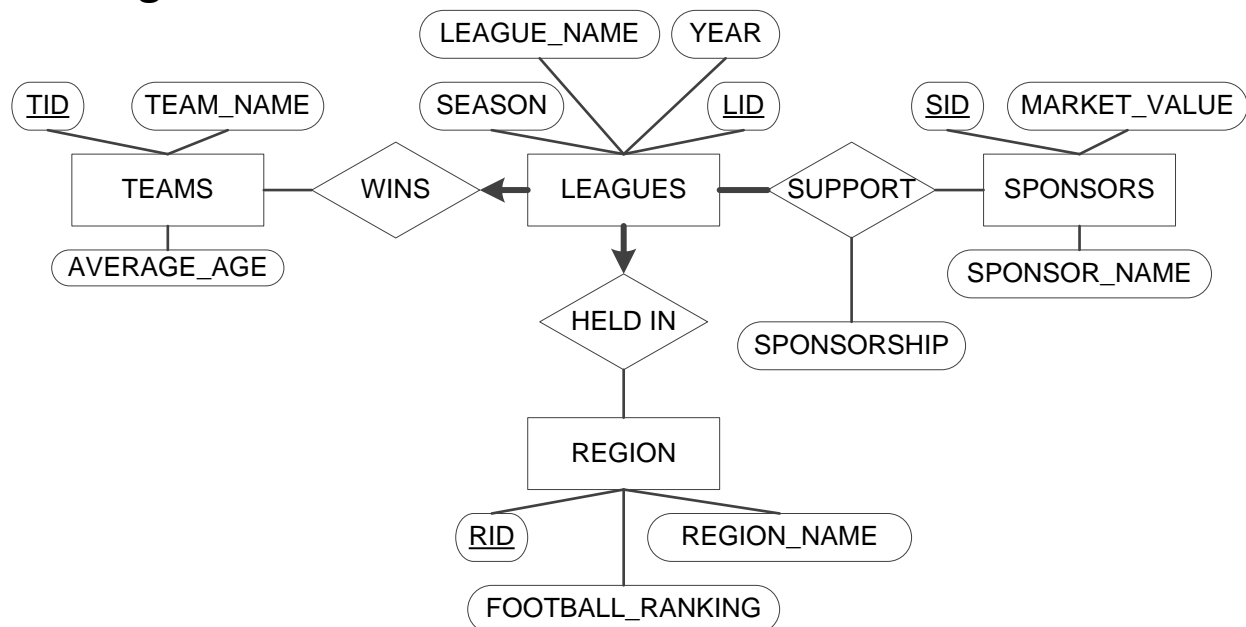 LEAGUE_NAME YEAR
TID TEAM_NAME SEASON LID SID MARKET_VALUE
TEAMS WINS LEAGUES SUPPORT SPONSORS
AVERAGE_AGE SPONSOR_NAME
HELD IN SPONSORSHIP
REGION
RID REGION_NAME
FOOTBALL_RANKING